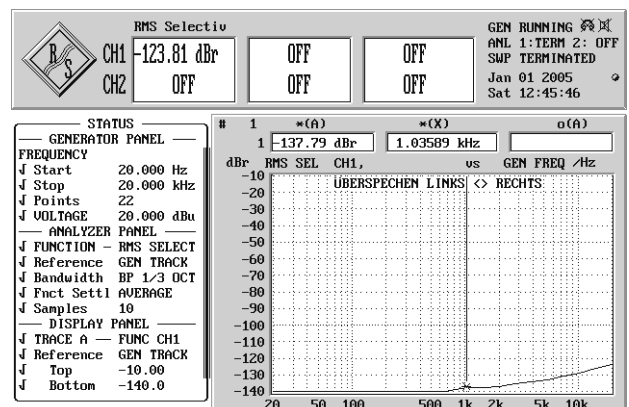 RMS Selectiv
R S
CH1 -123.81 dBr OFF OFF
CH2 OFF OFF OFF
GEN RUNNING
ANL 1:TERM 2: OFF
SWP TERMINATED
Jan 01 2005
Sat 12:45:46
STATUS
GENERATOR PANEL
FREQUENCY
Start 20.000 Hz
Stop 20.000 kHz
Points 22
VOLTAGE 20.000 dBu
ANALYZER PANEL
FUNCTION - RMS SELECT
Reference GEN TRACK
Bandwidth BP 1/3 OCT
Fnct Settl AVERAGE
Samples 10
DISPLAY PANEL
TRACE A — FUNC CH1
Reference GEN TRACK
Top -10.00
Bottom -140.0
# 1 *(A) *(X) o(A)
1 -137.79 dBr 1.03589 kHz
dBr RMS SEL CH1, vs GEN FREQ /Hz
ÜBERSPECHEN LINKS <> RECHTS
-10
-20
-30
-40
-50
-60
-70
-80
-90
-100
-110
-120
-130
-140
20 50 100 500 1k 2k 5k 10k